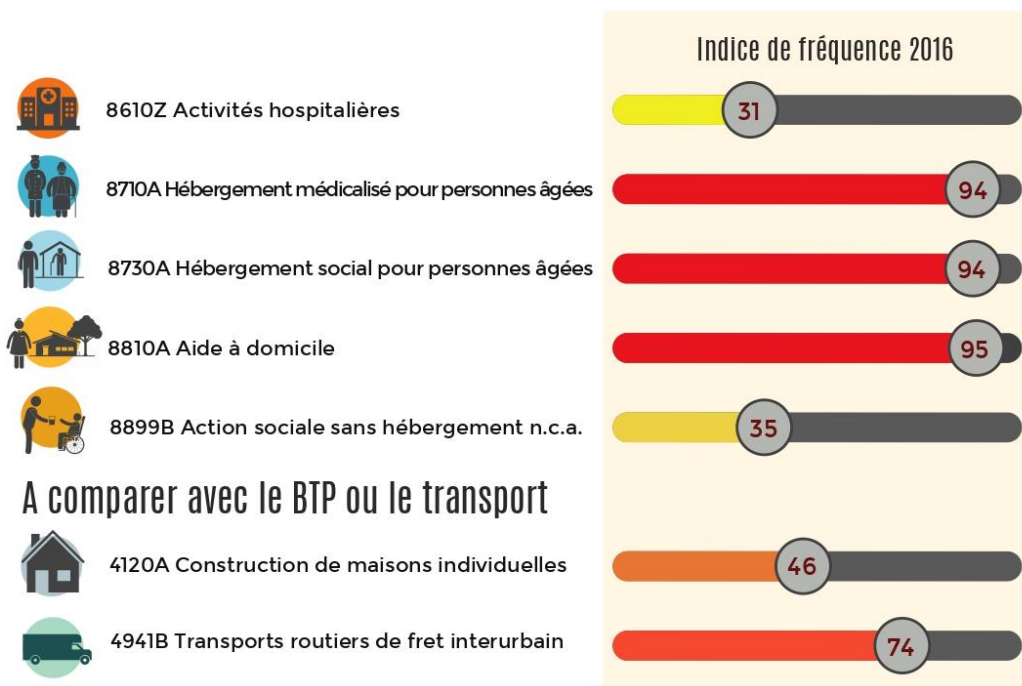 Indice de fréquence 2016
8610Z Activités hospitalières 31
8710A Hébergement médicalisé pour personnes âgées 94
8730A Hébergement social pour personnes âgées 94
8810A Aide à domicile 95
8899B Action sociale sans hébergement n.c.a. 35
A comparer avec le BTP ou le transport
4120A Construction de maisons individuelles 46
4941B Transports routiers de fret interurbain 74